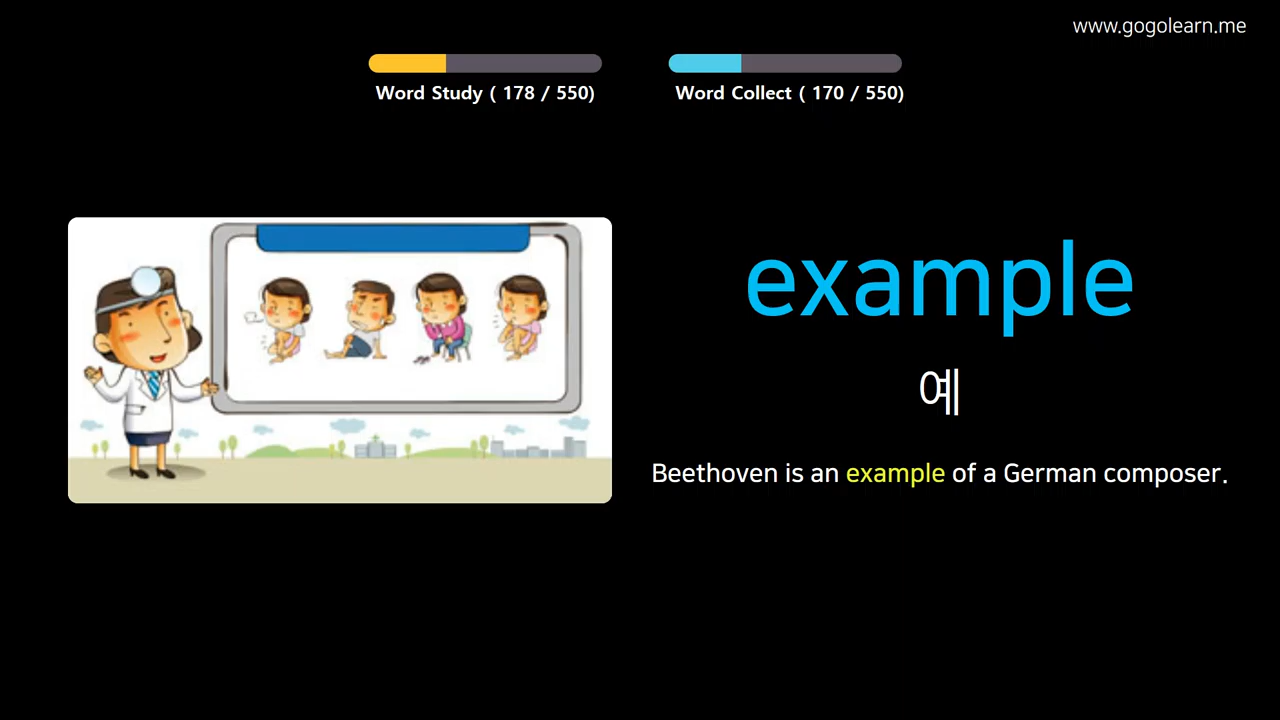 www.gogolearn.me
Word Study ( 178 / 550)
Word Collect ( 170 / 550)
example
예
Beethoven is an example of a German composer.